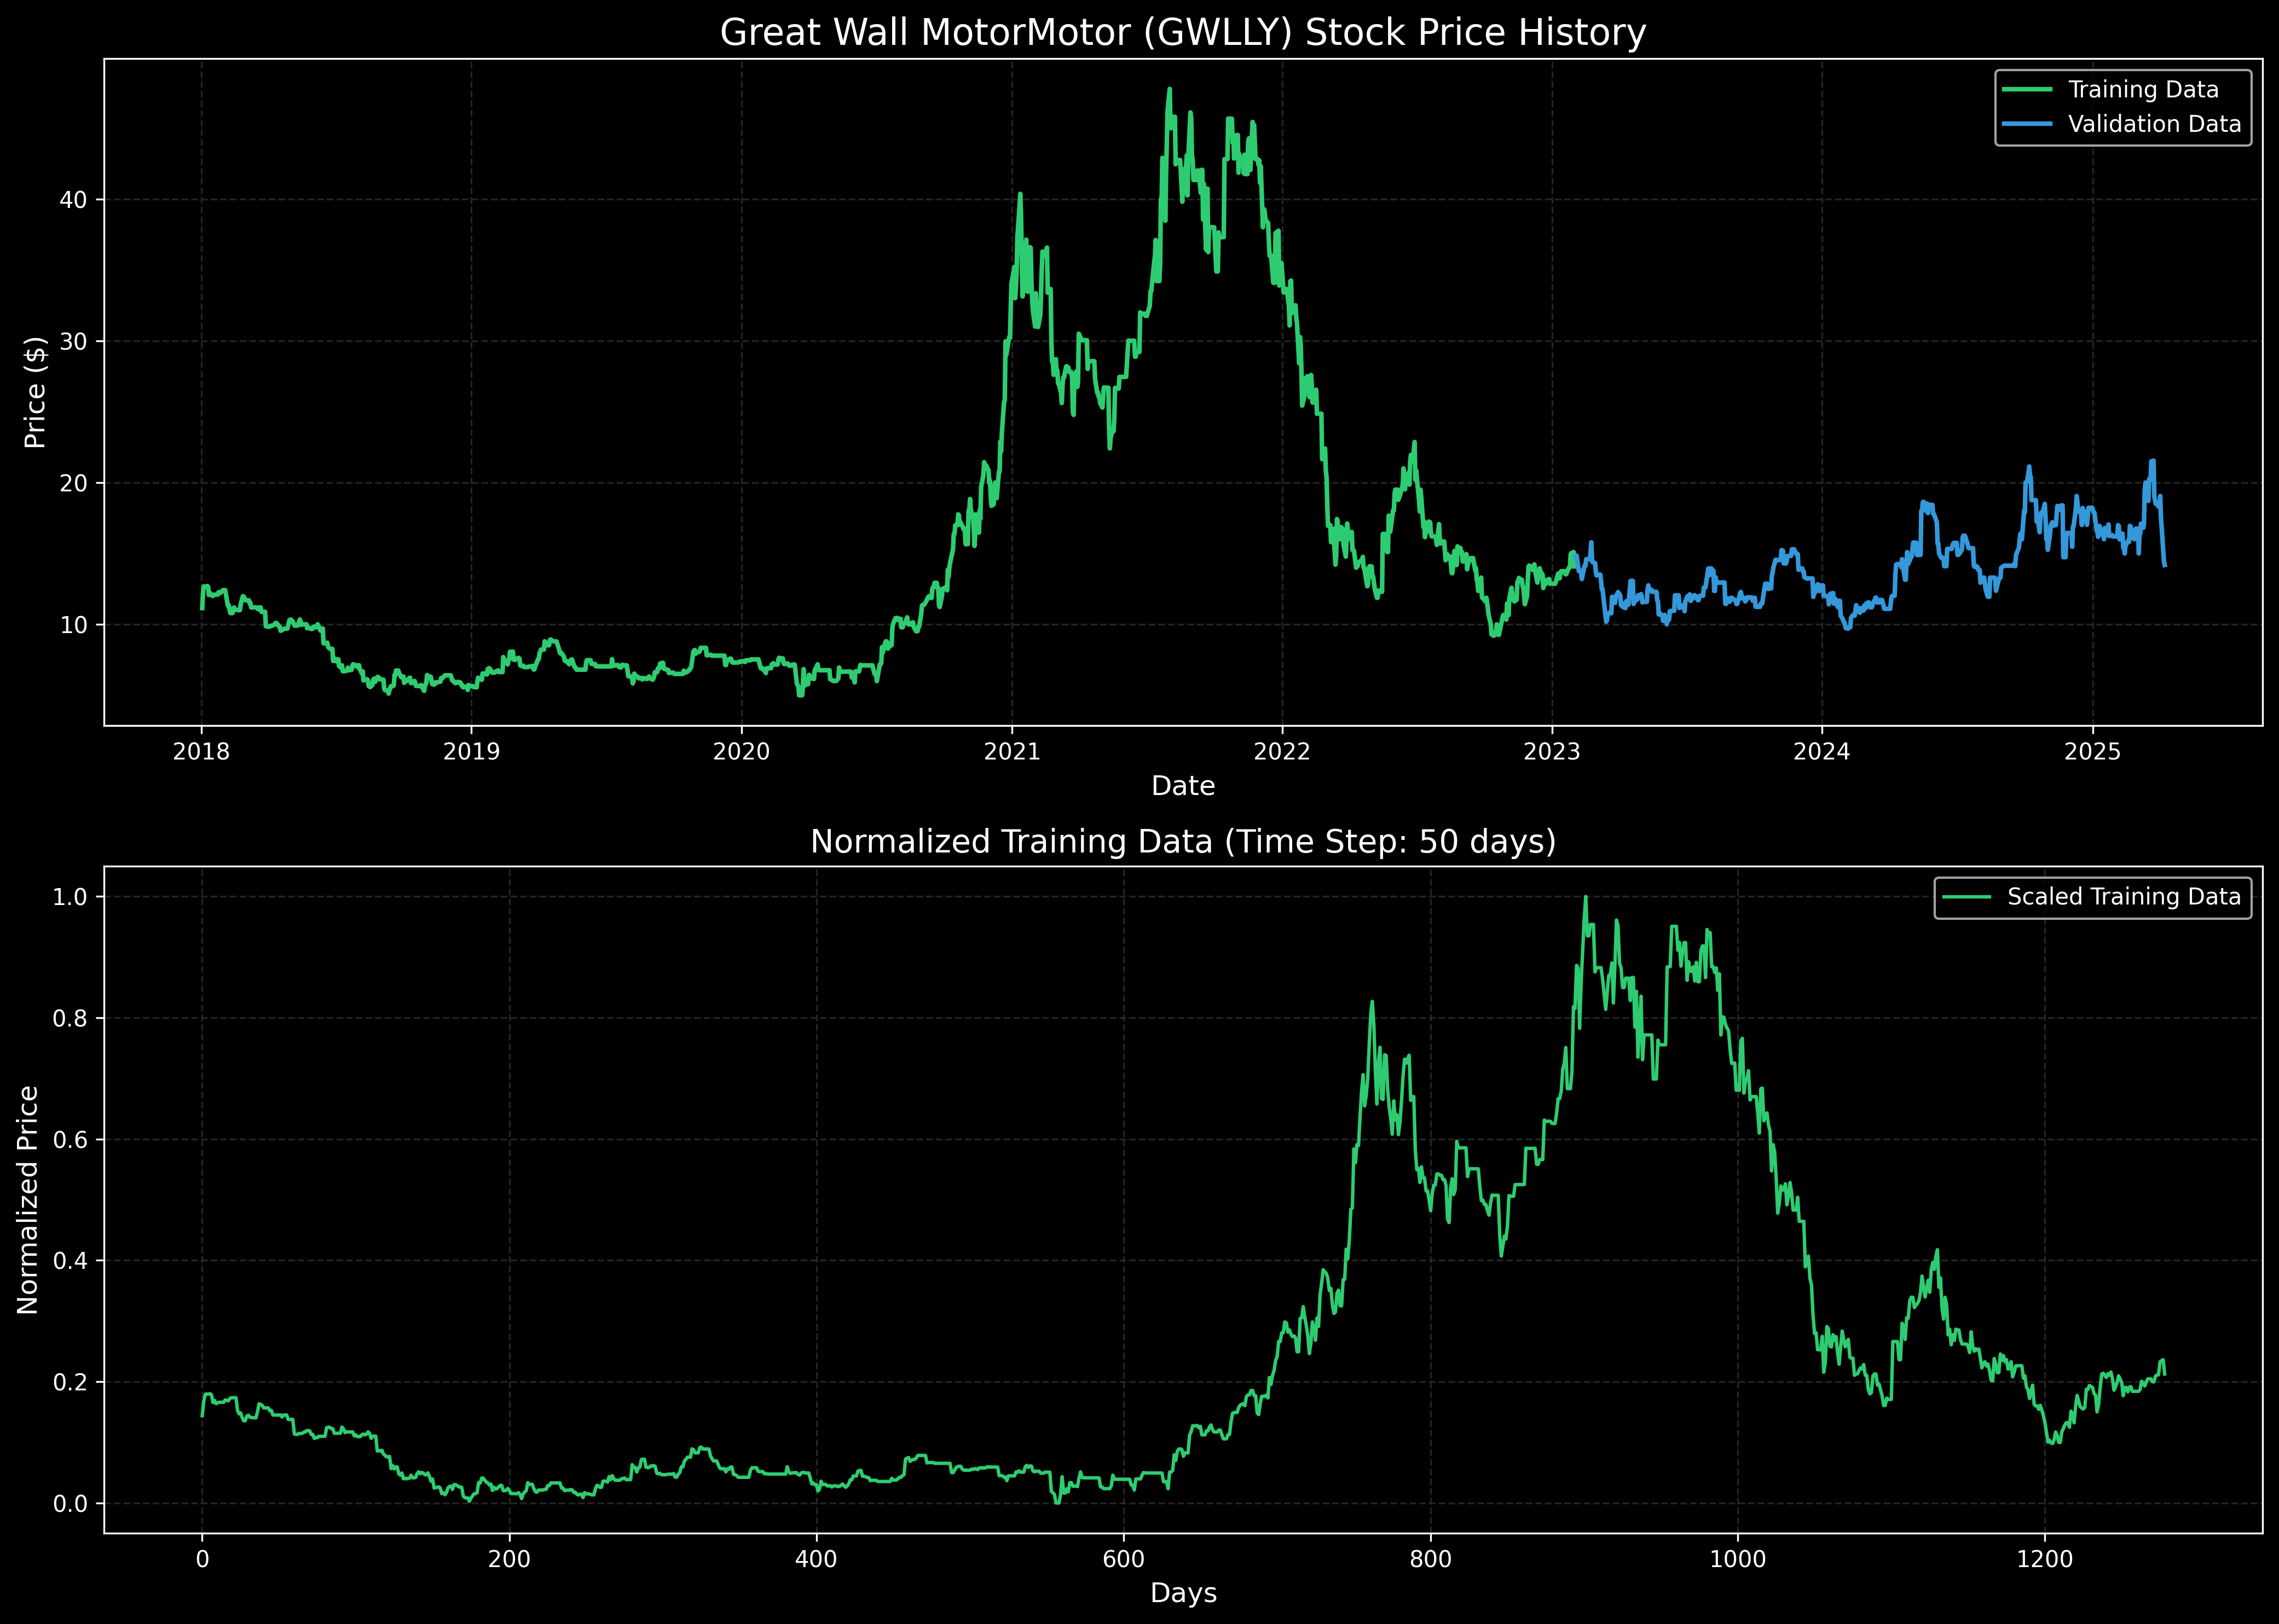 Great Wall MotorMotor (GWLLY) Stock Price History
Training Data
Validation Data
Price ($)
40
30
20
10
2018 2019 2020 2021 2022 2023 2024 2025
Date
Normalized Training Data (Time Step: 50 days)
Scaled Training Data
Normalized Price
1.0
0.8
0.6
0.4
0.2
0.0
0 200 400 600 800 1000 1200
Days